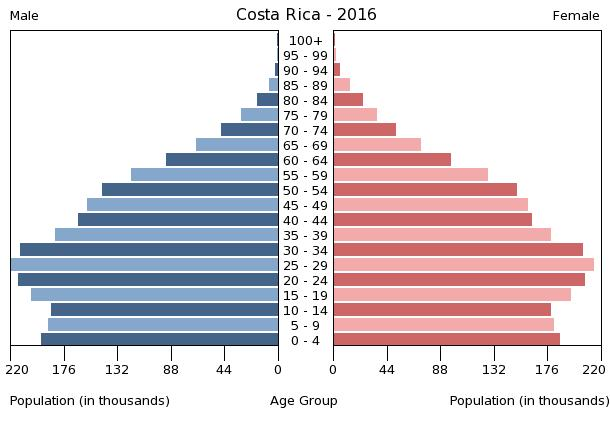 Male Costa Rica - 2016 Female
100+
95 - 99
90 - 94
85 - 89
80 - 84
75 - 79
70 - 74
65 - 69
60 - 64
55 - 59
50 - 54
45 - 49
40 - 44
35 - 39
30 - 34
25 - 29
20 - 24
15 - 19
10 - 14
5 - 9
0 - 4
220 176 132 88 44 0 0 44 88 132 176 220
Population (in thousands) Age Group Population (in thousands)